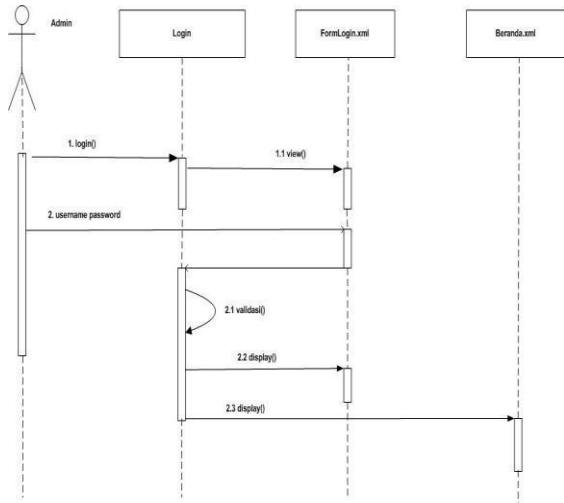 Admin
Login
FormLogin.xml
Beranda.xml
1. login()
1.1 view()
2. username password
2.1 validasi()
2.2 display()
2.3 display()